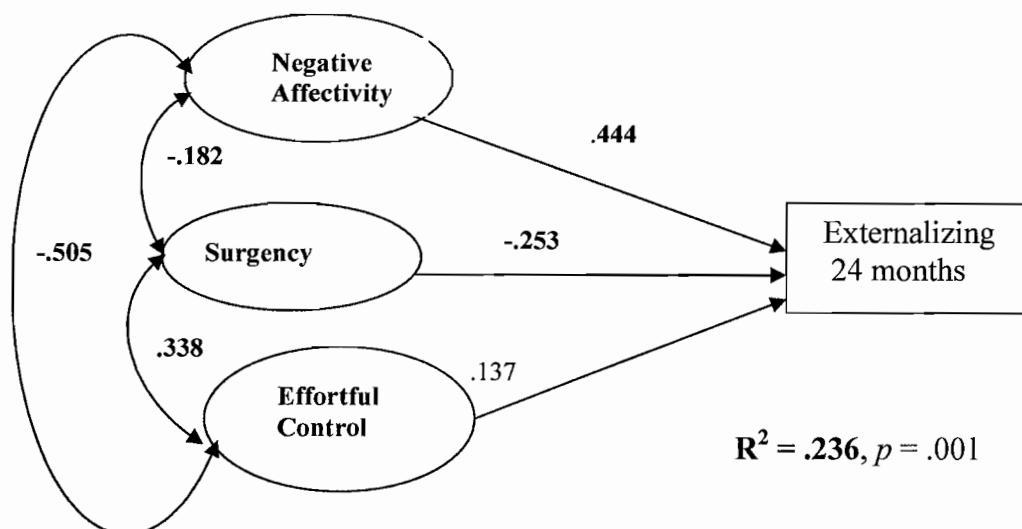 Negative
Affectivity
.444
-.182
-.505
Surgency
-.253
Externalizing
24 months
.338
.137
Effortful
Control
R² = .236, p = .001